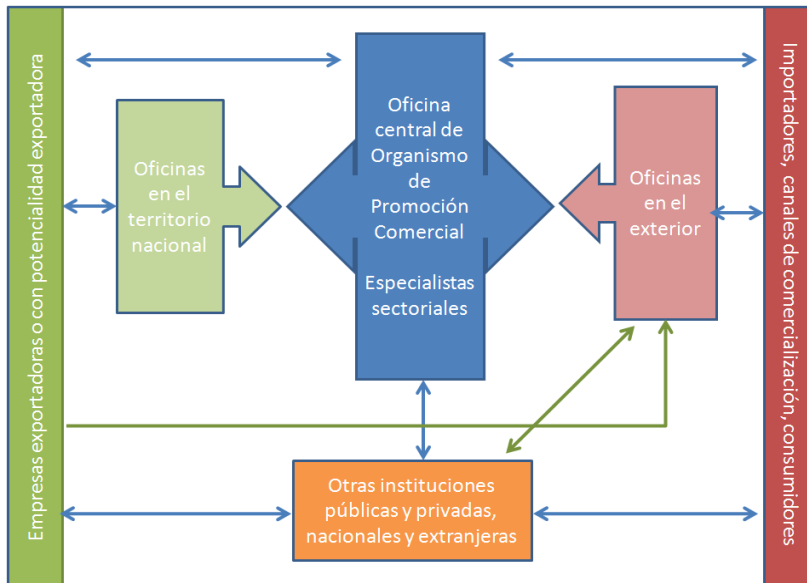 Empresas exportadoras o con potencialidad exportadora
Oficinas
en el
territorio
nacional
Oficina
central de
Organismo
de
Promoción
Comercial
Especialistas
sectoriales
Oficinas
en el
exterior
Importadores, canales de comercialización, consumidores
Otras instituciones
públicas y privadas,
nacionales y extranjeras